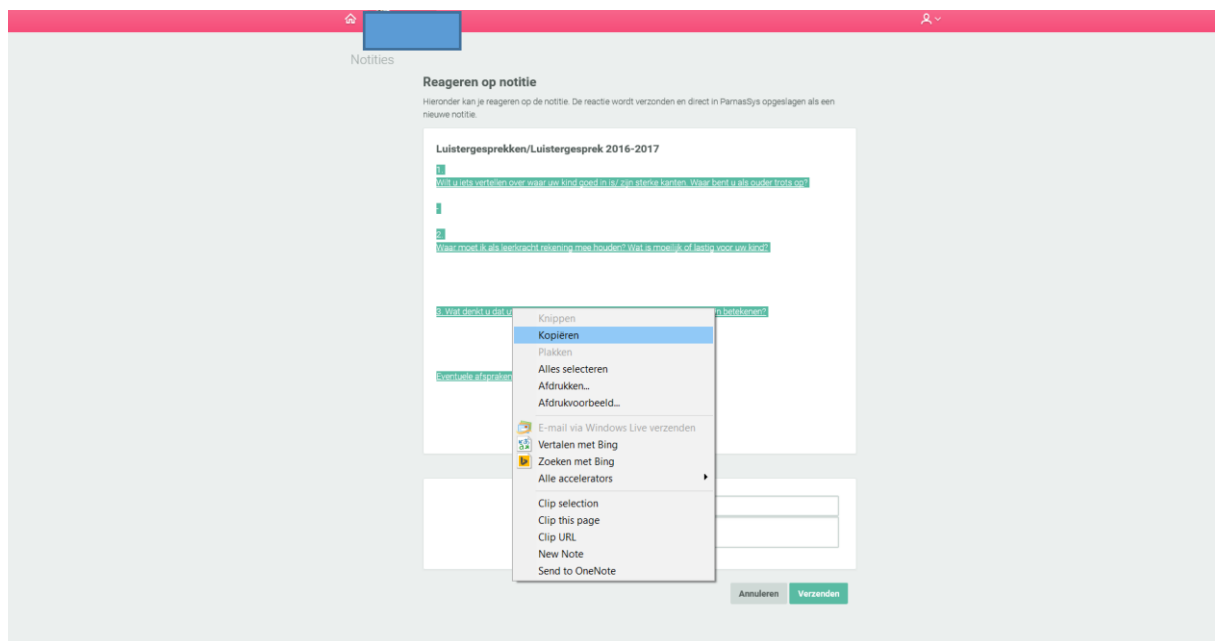 Notities
Reageren op notitie
Hieronder kan je reageren op de notitie. De reactie wordt verzonden en direct in ParnasSys opgeslagen als een
nieuwe notitie.
Luistergesprekken/Luistergesprek 2016-2017
1.
Wilt u iets vertellen over waar uw kind goed in is/ zijn sterke kanten. Waar bent u als ouder trots op?
-
2.
Waar moet ik als leerkracht rekening mee houden? Wat is moeilijk of lastig voor uw kind?
3. Wat denkt u dat u
n betekenen?
Eventuele afspraken
Knippen
Kopiëren
Plakken
Alles selecteren
Afdrukken...
Afdrukvoorbeeld...
E-mail via Windows Live verzenden
Vertalen met Bing
Zoeken met Bing
Alle accelerators
Clip selection
Clip this page
Clip URL
New Note
Send to OneNote
Annuleren Verzenden